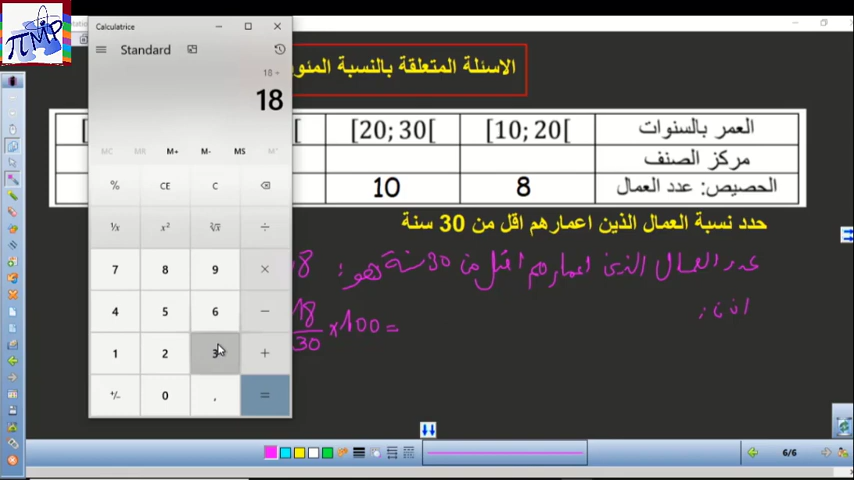 πMP
Calculatrice
Standard
18 ÷
18
MC MR M+ M- MS M˅
% CE C
¹/x x² ²√x ÷
7 8 9 ×
4 5 6 −
1 2 3 +
+/- 0 , =
الاسئلة المتعلقة بالنسبة
العمر بالسنوات [10; 20[ [20; 30[ [ [
مركز الصنف
الحصيص: عدد العمال 8 10
حدد نسبة العمال الذين اعمارهم اقل من 30 سنة
عدد العمال الذين اعمارهم اقل من 30 سنة هو: 18
اذن:
18/30 × 100 =
6/6